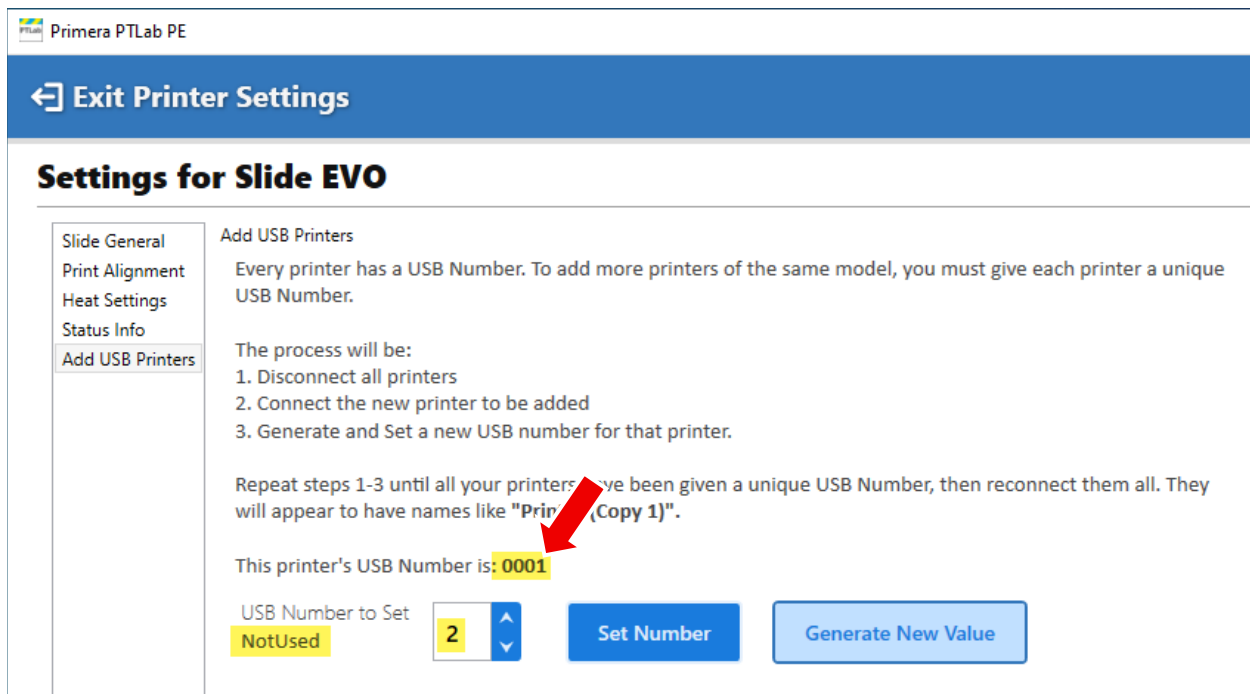 PTLab Primera PTLab PE
Exit Printer Settings
Settings for Slide EVO
Slide General
Print Alignment
Heat Settings
Status Info
Add USB Printers
Add USB Printers
Every printer has a USB Number. To add more printers of the same model, you must give each printer a unique
USB Number.
The process will be:
1. Disconnect all printers
2. Connect the new printer to be added
3. Generate and Set a new USB number for that printer.
Repeat steps 1-3 until all your printers have been given a unique USB Number, then reconnect them all. They
will appear to have names like "Printer (Copy 1)".
This printer's USB Number is: 0001
USB Number to Set
NotUsed
2
Set Number
Generate New Value